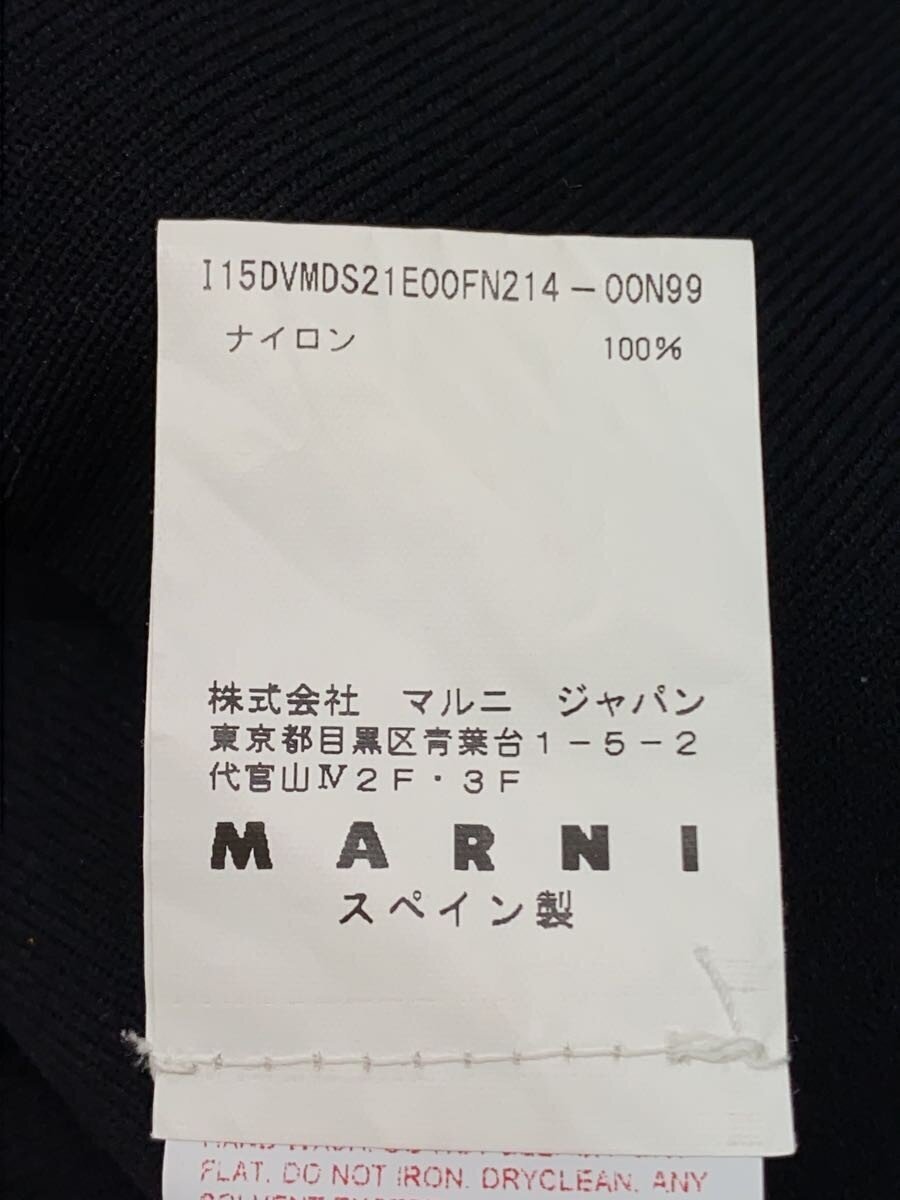 I15DVMDS21E00FN214-00N99
ナイロン 100%
株式会社 マルニ ジャパン
東京都目黒区青葉台1-5-2
代官山Ⅳ2F・3F
MARNI
スペイン製
FLAT. DO NOT IRON. DRYCLEAN. ANY